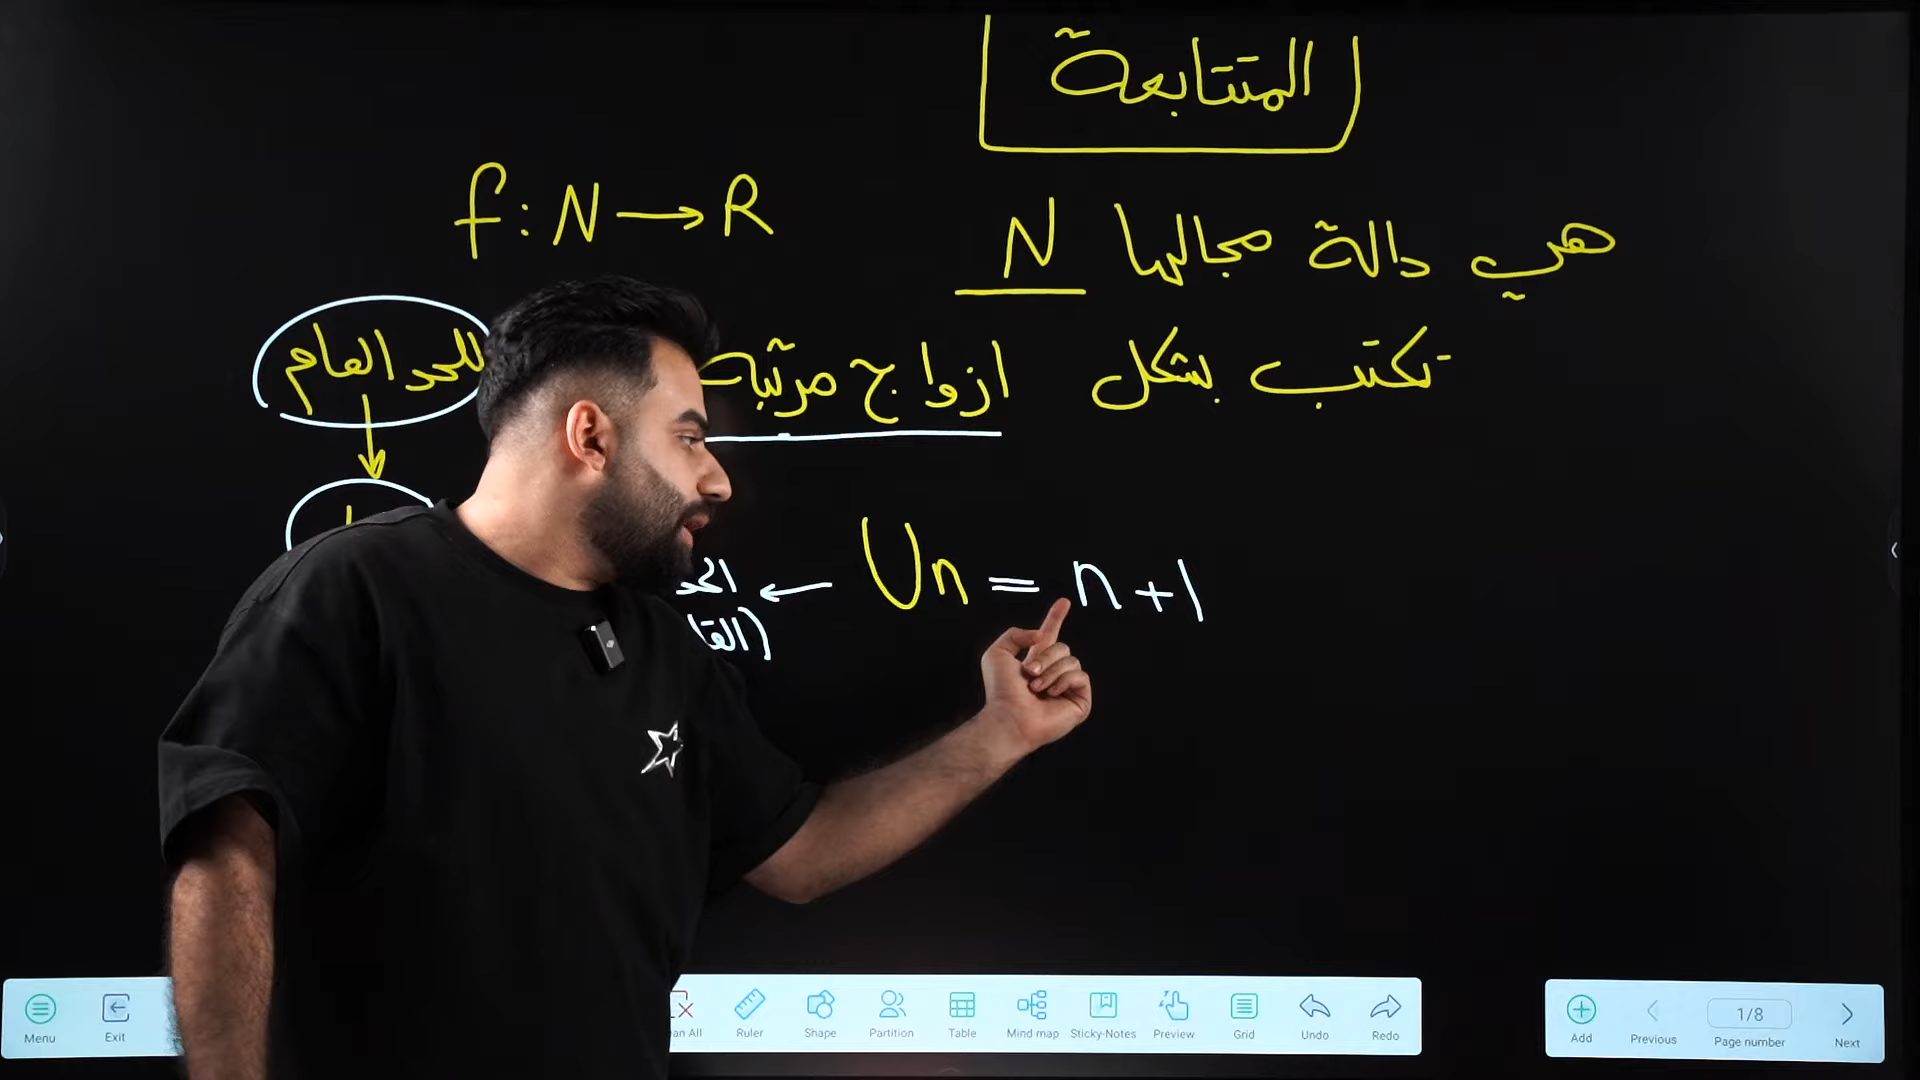 المتتابعة
هي دالة مجالها N
f : N → R
تكتب بشكل ازواج مرتبة
للحد العام
Un = n + 1
← الحد
Menu
Exit
Ruler
Shape
Partition
Table
Mind map
Sticky-Notes
Preview
Grid
Undo
Redo
Add
Previous
1/8
Page number
Next